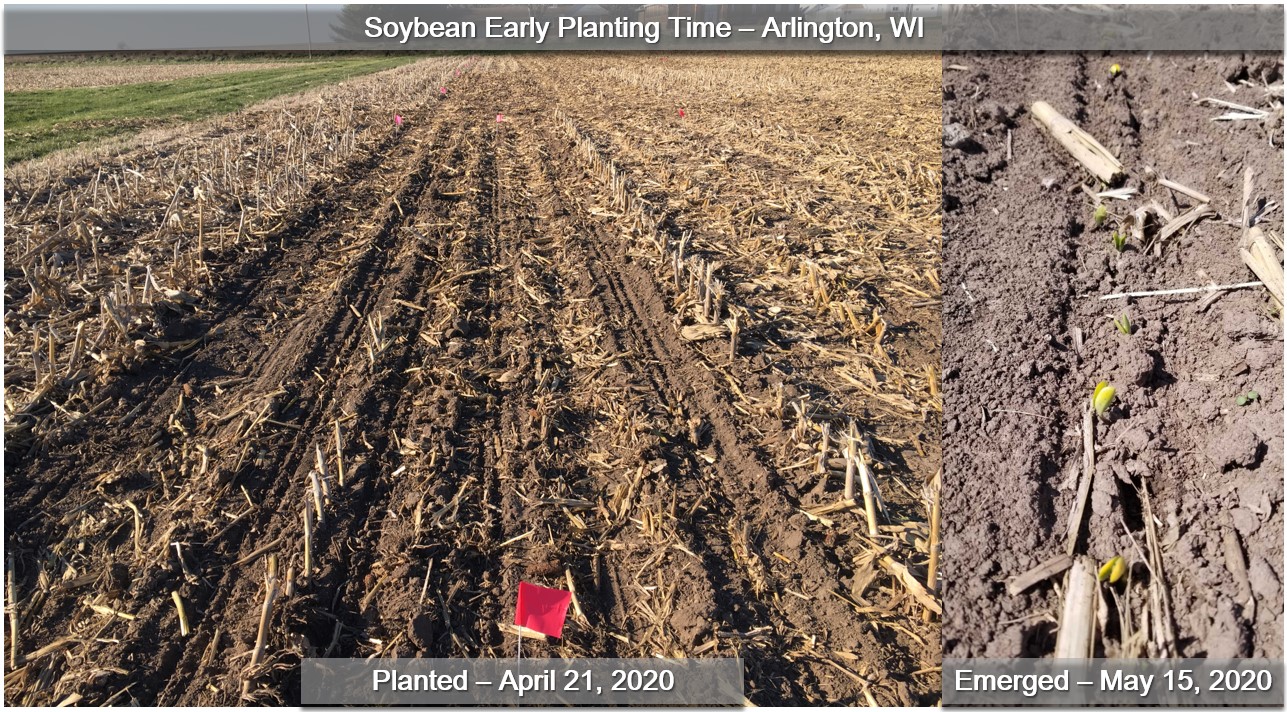 Soybean Early Planting Time – Arlington, WI
Planted – April 21, 2020
Emerged – May 15, 2020